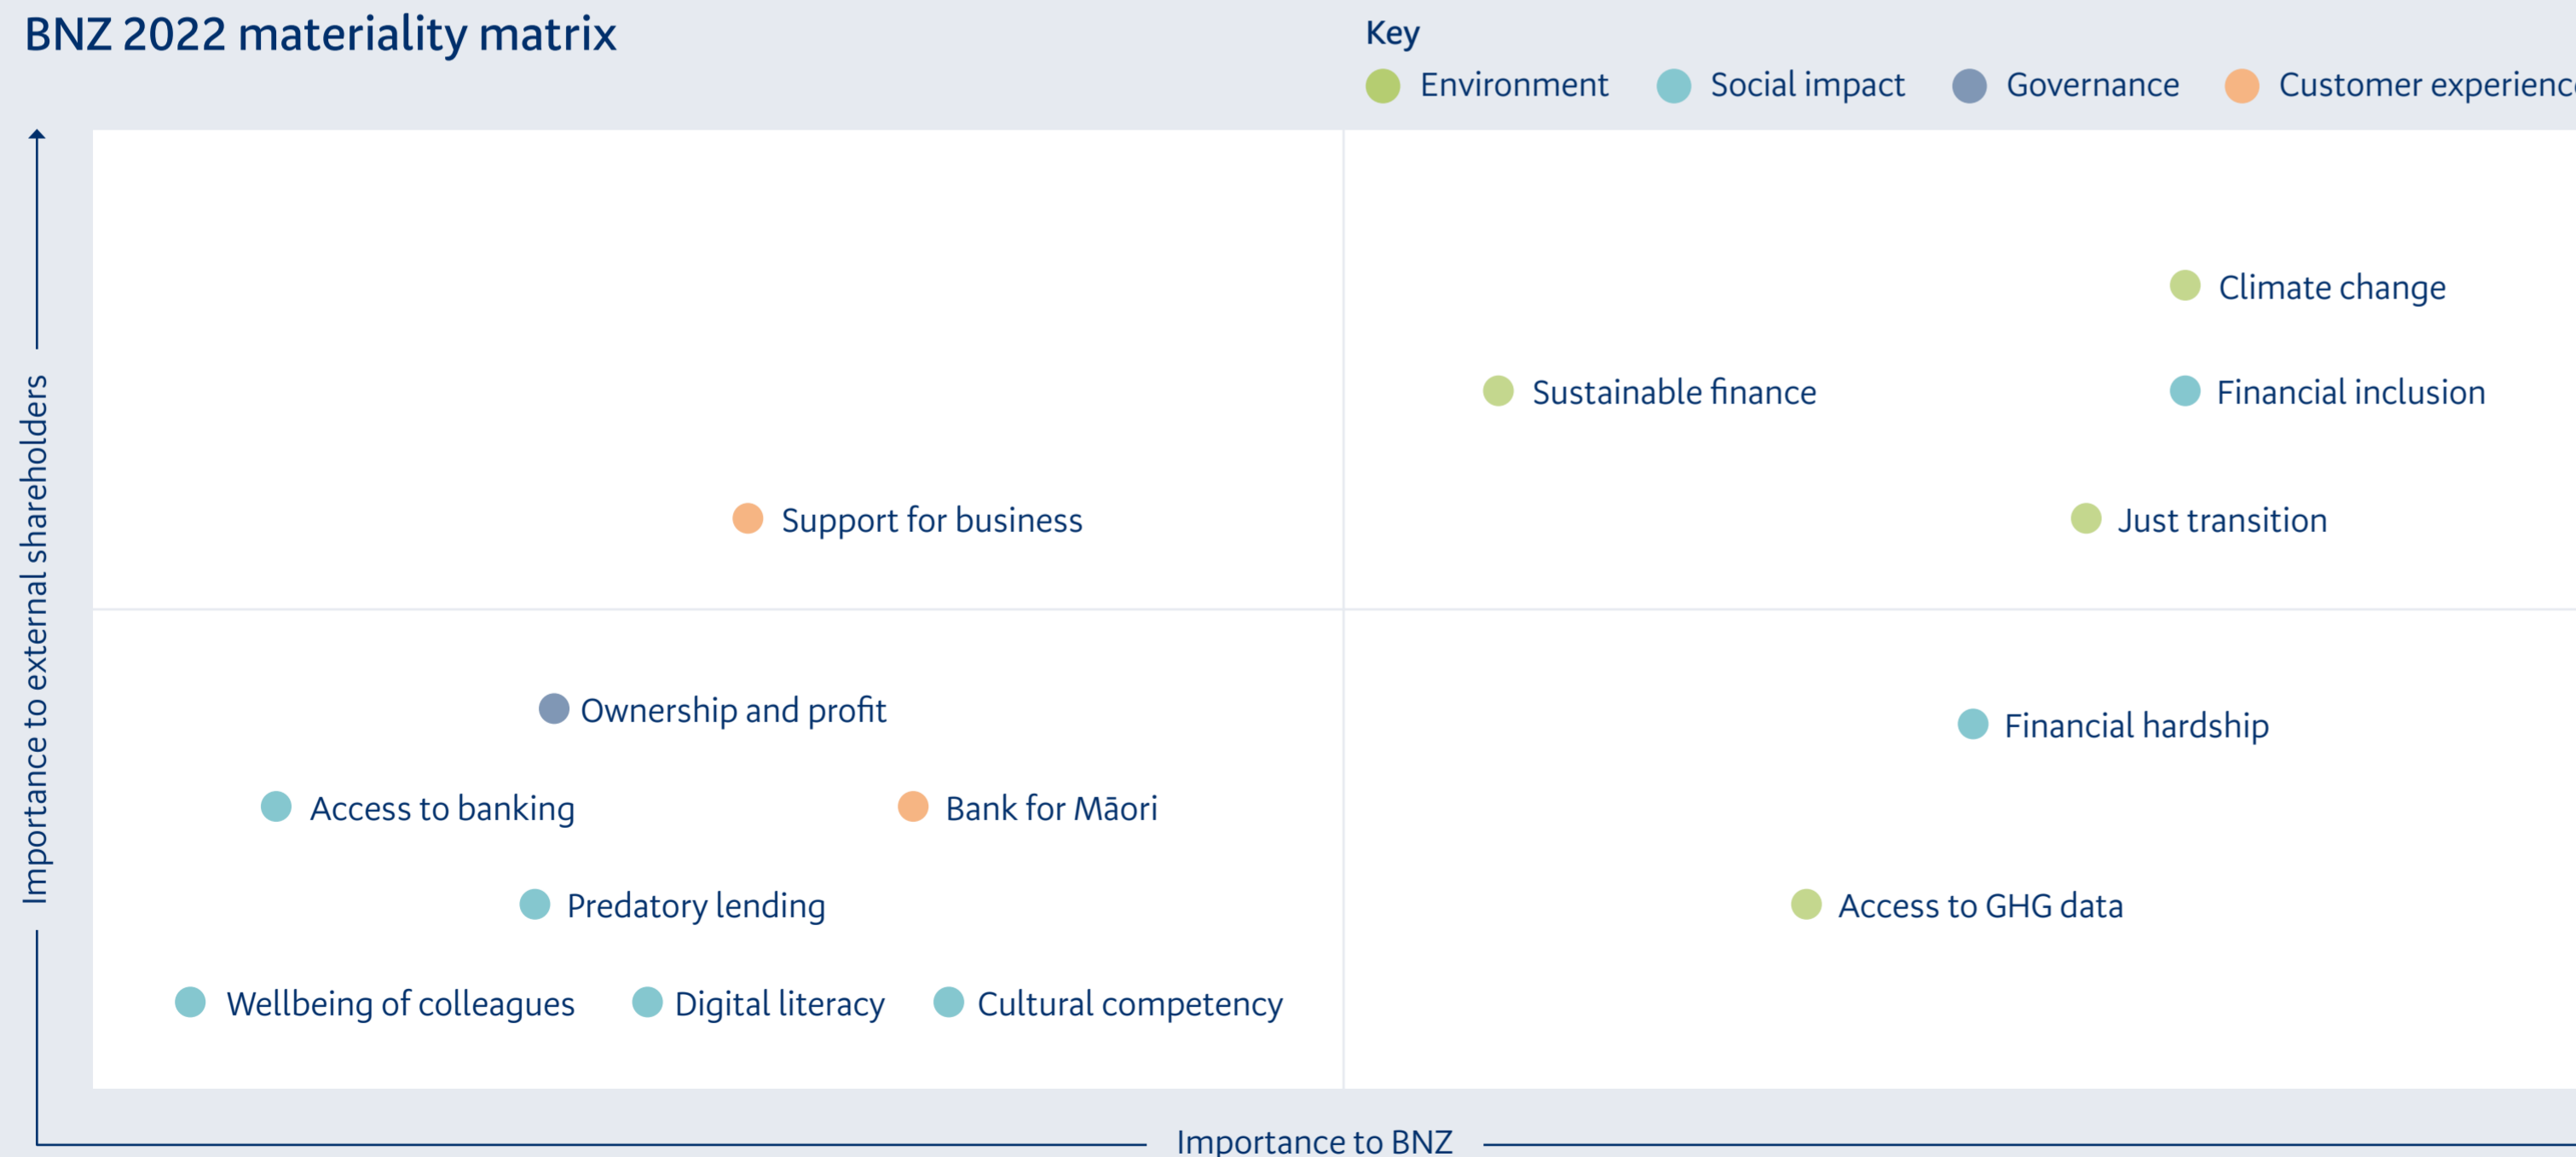 BNZ 2022 materiality matrix
Key
Environment
Social impact
Governance
Customer experienc
Importance to external shareholders
Climate change
Sustainable finance
Financial inclusion
Support for business
Just transition
Ownership and profit
Financial hardship
Access to banking
Bank for Māori
Predatory lending
Access to GHG data
Wellbeing of colleagues
Digital literacy
Cultural competency
Importance to BNZ